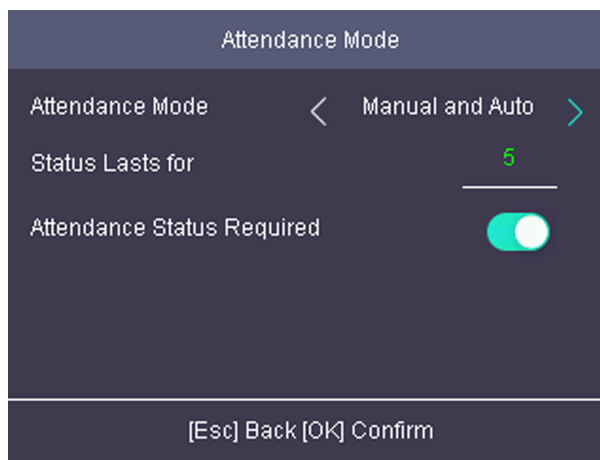 Attendance Mode
Attendance Mode < Manual and Auto >
Status Lasts for 5
Attendance Status Required
[Esc] Back [OK] Confirm